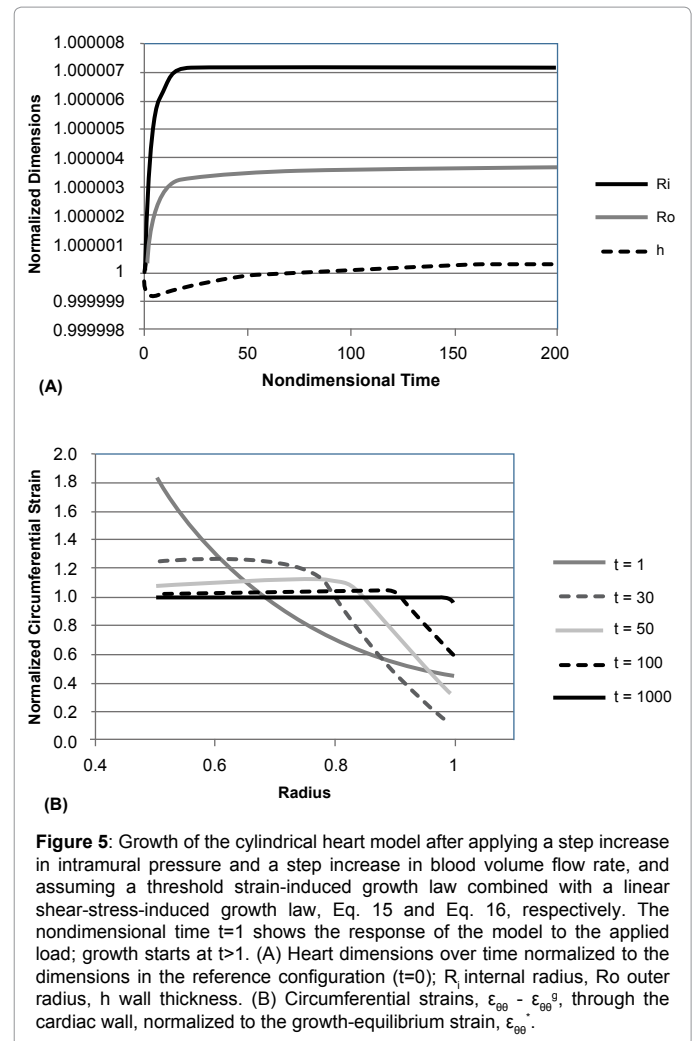 1.000008
1.000007
1.000006
1.000005
1.000004
1.000003
1.000002
1.000001
1
0.999999
0.999998
Normalized Dimensions
0 50 100 150 200
Nondimensional Time
Ri
Ro
h
(A)
2.0
1.8
1.6
1.4
1.2
1.0
0.8
0.6
0.4
0.2
0.0
Normalized Circumferential Strain
0.4 0.6 0.8 1
Radius
t = 1
t = 30
t = 50
t = 100
t = 1000
(B)
Figure 5: Growth of the cylindrical heart model after applying a step increase
in intramural pressure and a step increase in blood volume flow rate, and
assuming a threshold strain-induced growth law combined with a linear
shear-stress-induced growth law, Eq. 15 and Eq. 16, respectively. The
nondimensional time t=1 shows the response of the model to the applied
load; growth starts at t>1. (A) Heart dimensions over time normalized to the
dimensions in the reference configuration (t=0); Ri internal radius, Ro outer
radius, h wall thickness. (B) Circumferential strains, εθθ - εθθg, through the
cardiac wall, normalized to the growth-equilibrium strain, εθθ*.